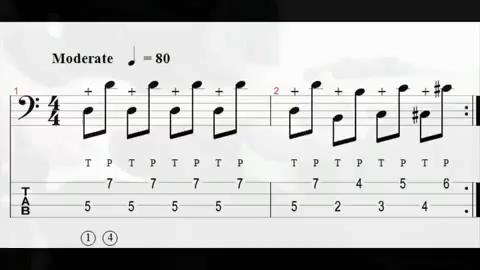 Moderate ♩ = 80
1 2
4
4
T P T P T P T P T P T P T P T P
7 7 7 7 7 4 5 6
T
A
B
5 5 5 5 5 2 3 4
1 4